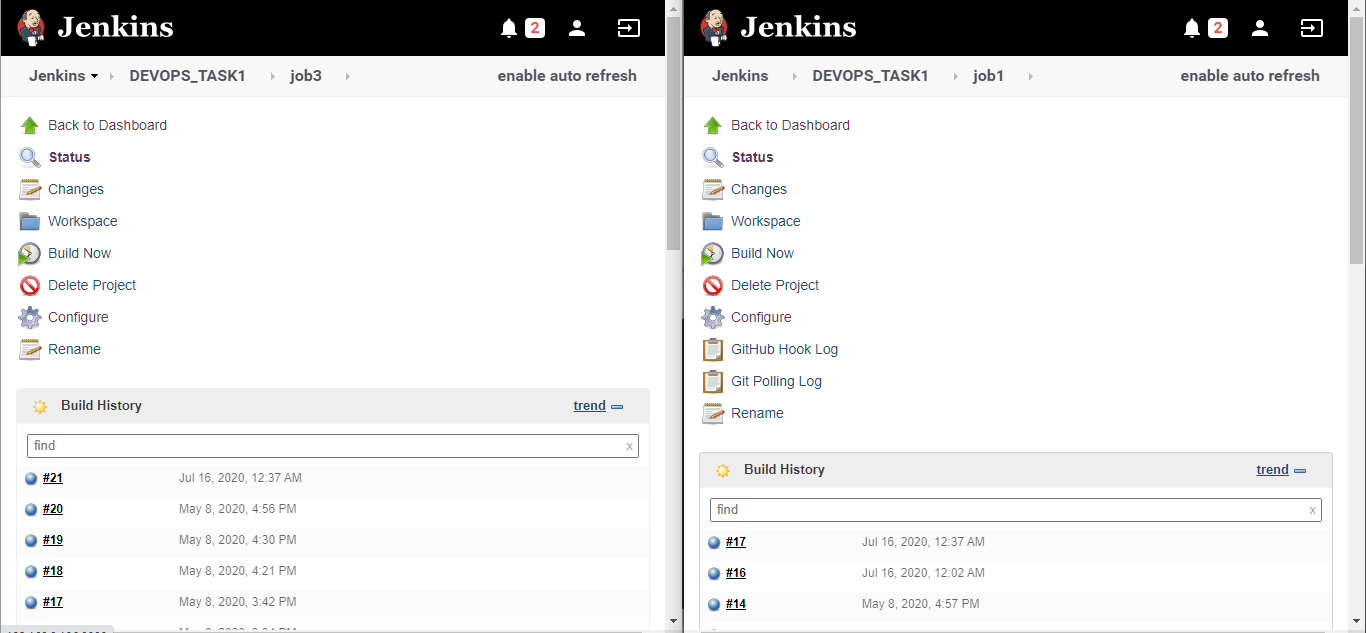 Jenkins
2
Jenkins DEVOPS_TASK1 job3 enable auto refresh
Back to Dashboard
Status
Changes
Workspace
Build Now
Delete Project
Configure
Rename
Build History trend
find x
#21 Jul 16, 2020, 12:37 AM
#20 May 8, 2020, 4:56 PM
#19 May 8, 2020, 4:30 PM
#18 May 8, 2020, 4:21 PM
#17 May 8, 2020, 3:42 PM
Jenkins
2
Jenkins DEVOPS_TASK1 job1 enable auto refresh
Back to Dashboard
Status
Changes
Workspace
Build Now
Delete Project
Configure
GitHub Hook Log
Git Polling Log
Rename
Build History trend
find x
#17 Jul 16, 2020, 12:37 AM
#16 Jul 16, 2020, 12:02 AM
#14 May 8, 2020, 4:57 PM